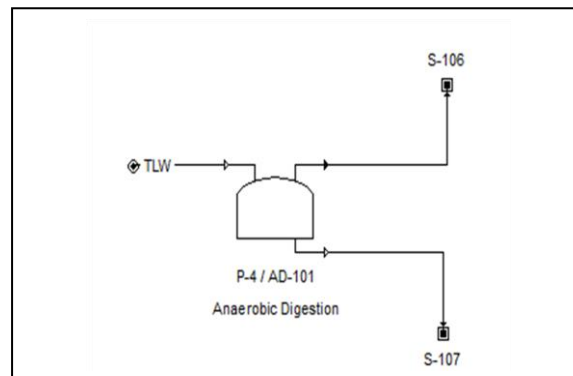 S-106
TLW
P-4 / AD-101
Anaerobic Digestion
S-107